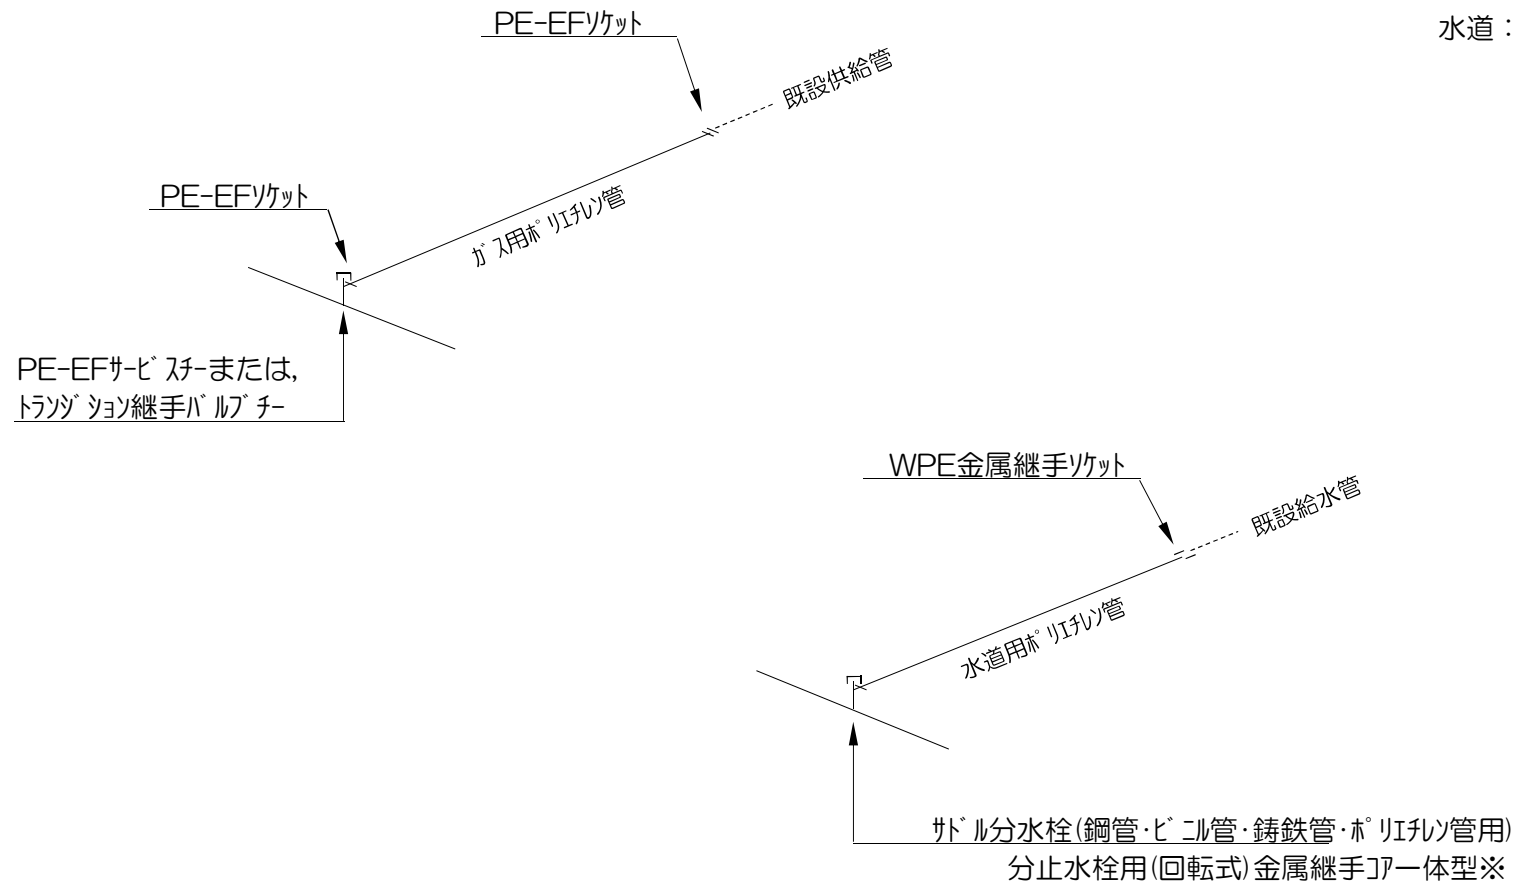 PE-EFソケット
水道：
既設供給管
PE-EFソケット
ガス用ポリエチレン管
PE-EFサービスチーまたは,
トランジション継手バルブチー
WPE金属継手ソケット
既設給水管
水道用ポリエチレン管
サドル分水栓(鋼管･ビニル管･鋳鉄管･ポリエチレン管用)
分止水栓用(回転式)金属継手コアー体型※